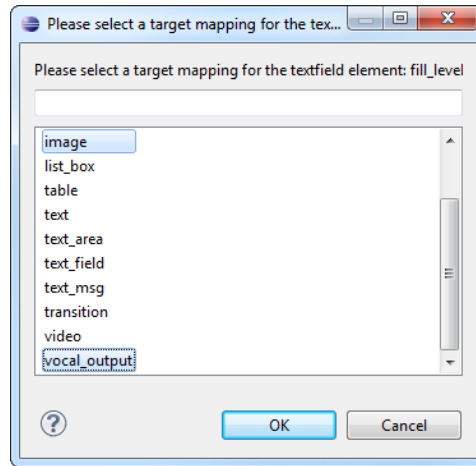 Please select a target mapping for the tex...
Please select a target mapping for the textfield element: fill_level
image
list_box
table
text
text_area
text_field
text_msg
transition
video
vocal_output
?
OK
Cancel